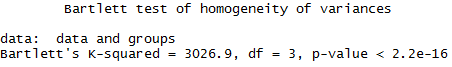 Bartlett test of homogeneity of variances
data:  data and groups
Bartlett's K-squared = 3026.9, df = 3, p-value < 2.2e-16